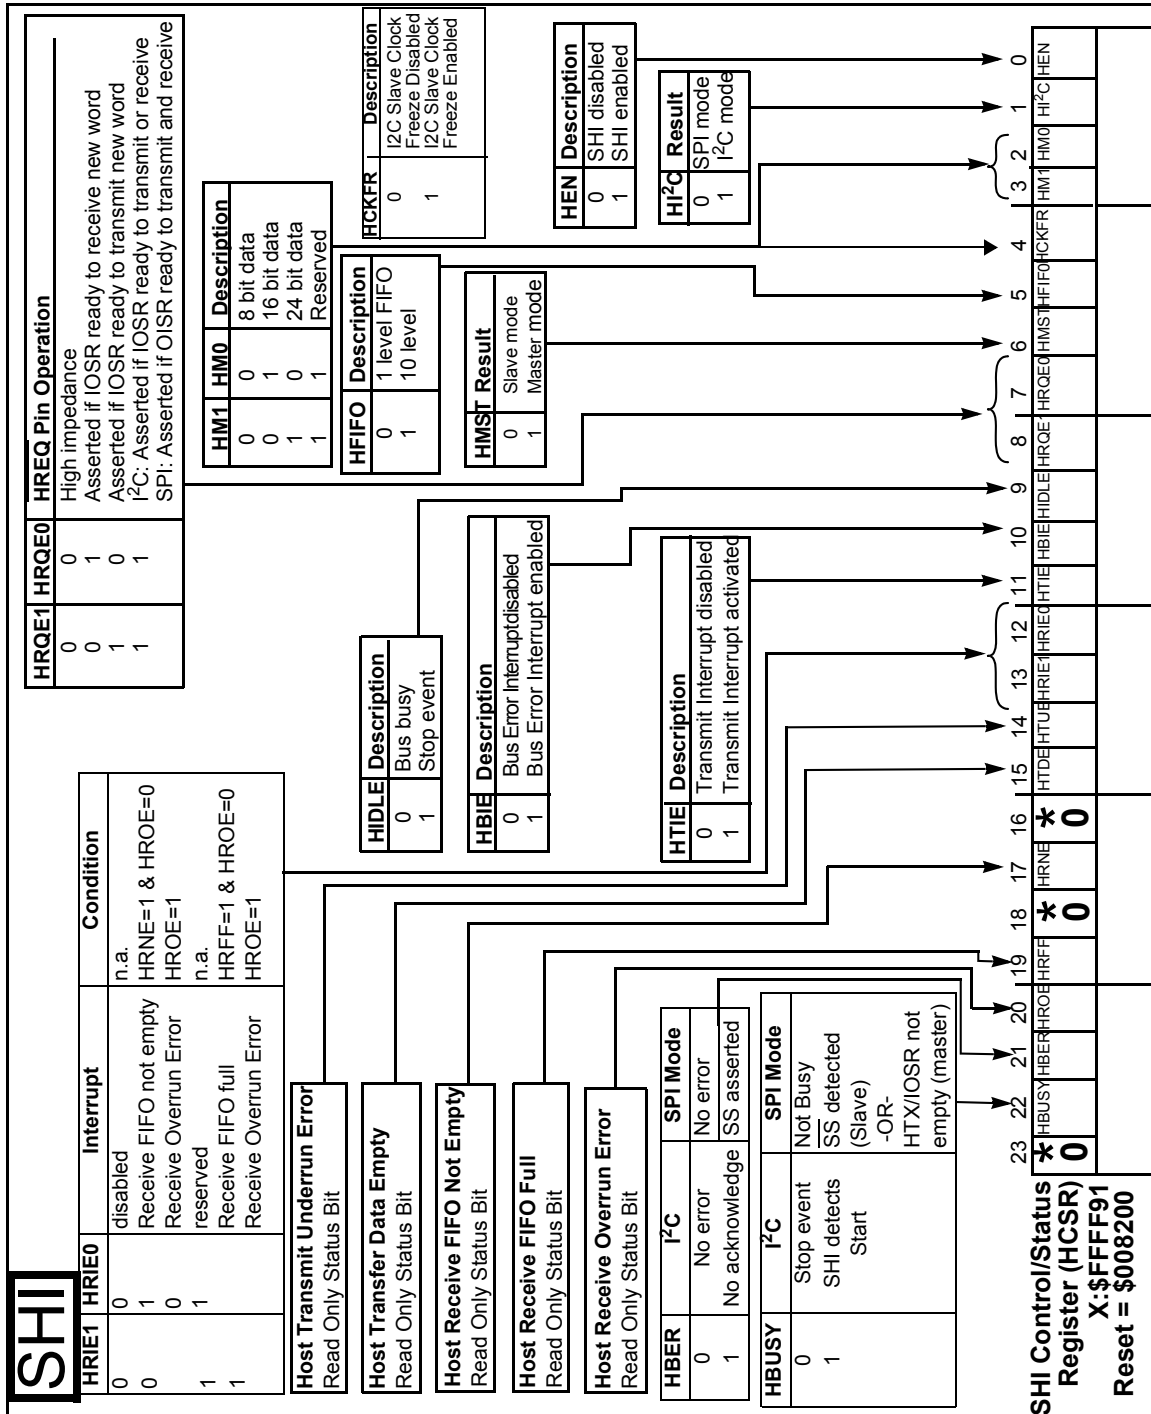 SHI
HRIE1 HRIE0 Interrupt Condition
0 0 disabled n.a.
0 1 Receive FIFO not empty HRNE=1 & HROE=0
0 Receive Overrun Error HROE=1
1 reserved n.a.
1 Receive FIFO full HRFF=1 & HROE=0
1 Receive Overrun Error HROE=1
HRQE1 HRQE0 HREQ Pin Operation
0 0 High impedance
0 1 Asserted if IOSR ready to receive new word
1 0 Asserted if IOSR ready to transmit new word
1 1 I²C: Asserted if IOSR ready to transmit or receive
SPI: Asserted if OISR ready to transmit and receive
HM1 HM0 Description
0 0 8 bit data
0 1 16 bit data
1 0 24 bit data
1 1 Reserved
HCKFR Description
0 I2C Slave Clock
Freeze Disabled
1 I2C Slave Clock
Freeze Enabled
HFIFO Description
0 1 level FIFO
1 10 level
HMST Result
0 Slave mode
1 Master mode
HEN Description
0 SHI disabled
1 SHI enabled
HI²C Result
0 SPI mode
1 I²C mode
HIDLE Description
0 Bus busy
1 Stop event
HBIE Description
0 Bus Error Interruptdisabled
1 Bus Error Interrupt enabled
HTIE Description
0 Transmit Interrupt disabled
1 Transmit Interrupt activated
Host Transmit Underrun Error
Read Only Status Bit
Host Transfer Data Empty
Read Only Status Bit
Host Receive FIFO Not Empty
Read Only Status Bit
Host Receive FIFO Full
Read Only Status Bit
Host Receive Overrun Error
Read Only Status Bit
HBER I²C SPI Mode
0 No error No error
1 No acknowledge SS asserted
HBUSY I²C SPI Mode
0 Stop event Not Busy
1 SHI detects SS detected
Start (Slave)
-OR-
HTX/IOSR not
empty (master)
23 22 21 20 19 18 17 16 15 14 13 12 11 10 9 8 7 6 5 4 3 2 1 0
* HBUSY HBER HROE HRFF * HRNE * HTDE HTUE HRIE1 HRIE0 HTIE HBIE HIDLE HRQE1 HRQE0 HMST HFIF0 HCKFR HM1 HM0 HI²C HEN
0 0 0
SHI Control/Status
Register (HCSR)
X:$FFFF91
Reset = $008200